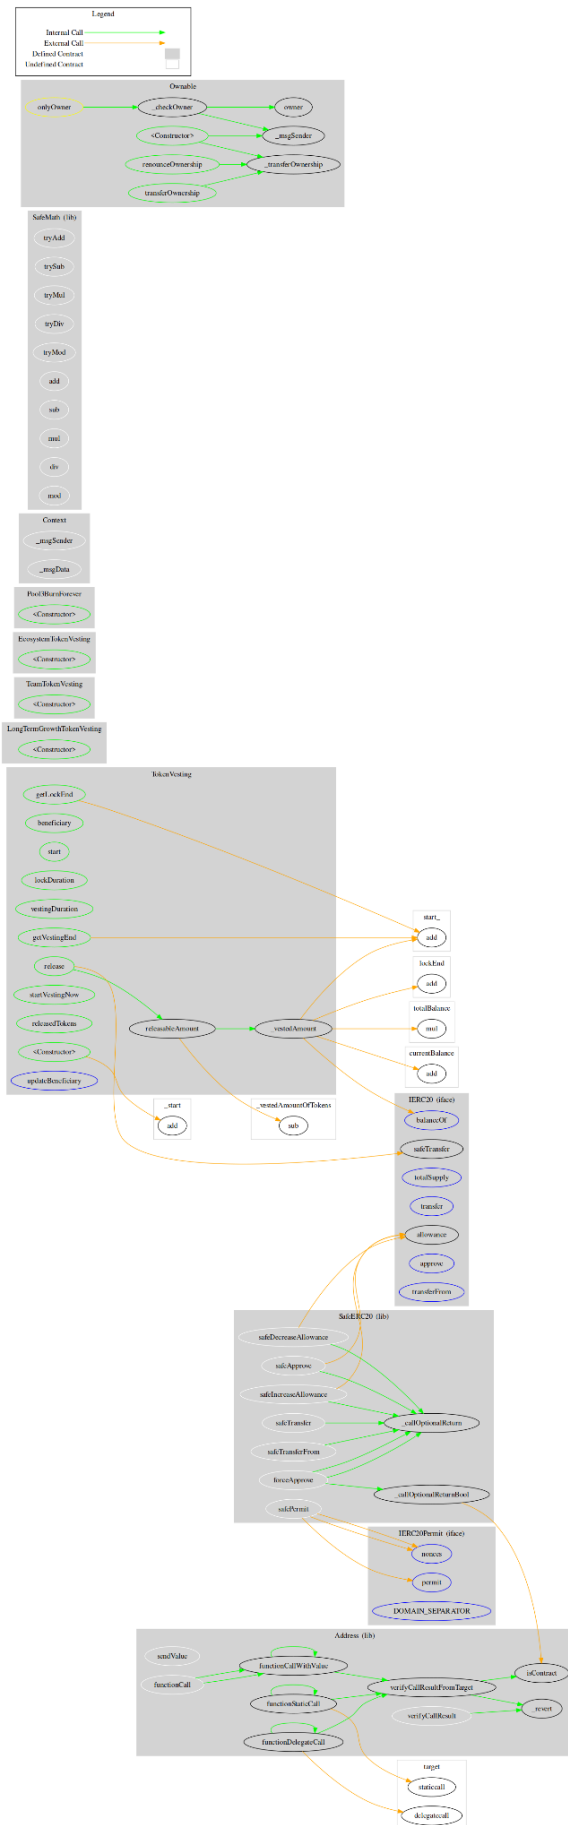 Legend
Internal Call
External Call
Defined Contract
Undefined Contract
Ownable
onlyOwner
_checkOwner
owner
<Constructor>
_msgSender
renounceOwnership
_transferOwnership
transferOwnership
SafeMath (lib)
tryAdd
trySub
tryMul
tryDiv
tryMod
add
sub
mul
div
mod
Context
_msgSender
_msgData
Pool3BurnForever
<Constructor>
EcosystemTokenVesting
<Constructor>
TeamTokenVesting
<Constructor>
LongTermGrowthTokenVesting
<Constructor>
TokenVesting
getLockEnd
beneficiary
start
lockDuration
vestingDuration
getVestingEnd
release
startVestingNow
releasedTokens
<Constructor>
updateBeneficiary
releasableAmount
_vestedAmount
start_
add
lockEnd
add
totalBalance
mul
currentBalance
add
_start
add
_vestedAmountOfTokens
sub
IERC20 (iface)
balanceOf
safeTransfer
totalSupply
transfer
allowance
approve
transferFrom
SafeERC20 (lib)
safeDecreaseAllowance
safeApprove
safeIncreaseAllowance
safeTransfer
_callOptionalReturn
safeTransferFrom
forceApprove
_callOptionalReturnBool
safePermit
IERC20Permit (iface)
nonces
permit
DOMAIN_SEPARATOR
Address (lib)
sendValue
functionCall
functionCallWithValue
isContract
functionStaticCall
verifyCallResultFromTarget
verifyCallResult
_revert
functionDelegateCall
target
staticcall
delegatecall